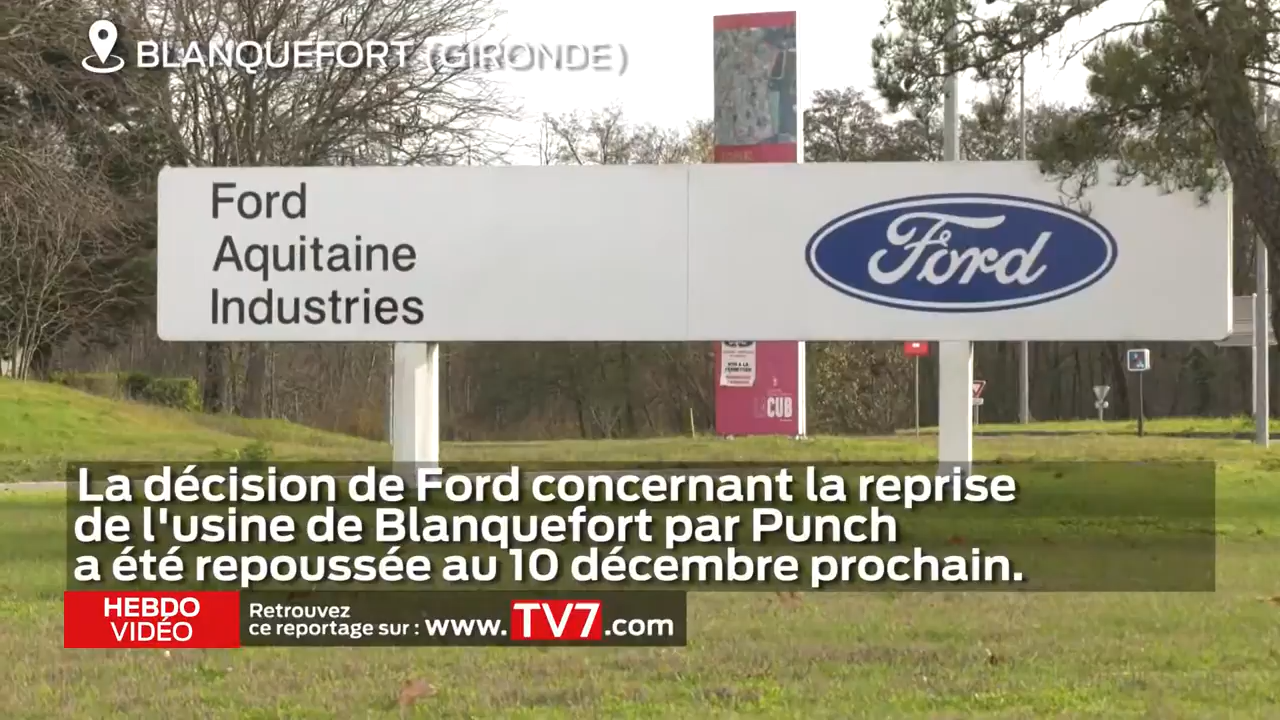 BLANQUEFORT (GIRONDE)
Ford
Aquitaine
Industries
Ford
LACUB
La décision de Ford concernant la reprise
de l'usine de Blanquefort par Punch
a été repoussée au 10 décembre prochain.
HEBDO
VIDÉO
Retrouvez
ce reportage sur : www.TV7.com